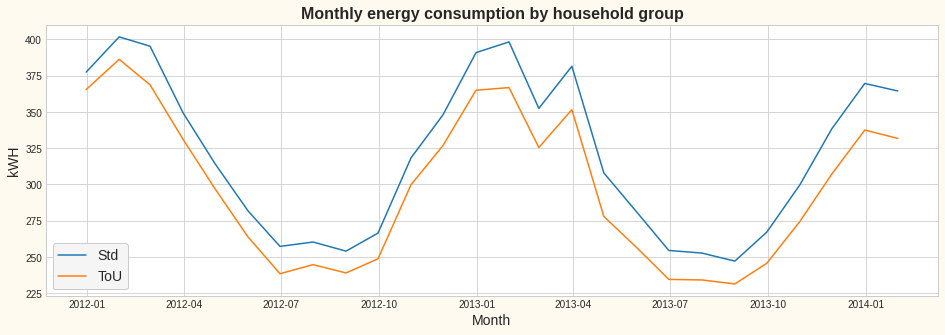 Monthly energy consumption by household group
400
375
350
325
300
275
250
225
kWH
Std
ToU
2012-01 2012-04 2012-07 2012-10 2013-01 2013-04 2013-07 2013-10 2014-01
Month